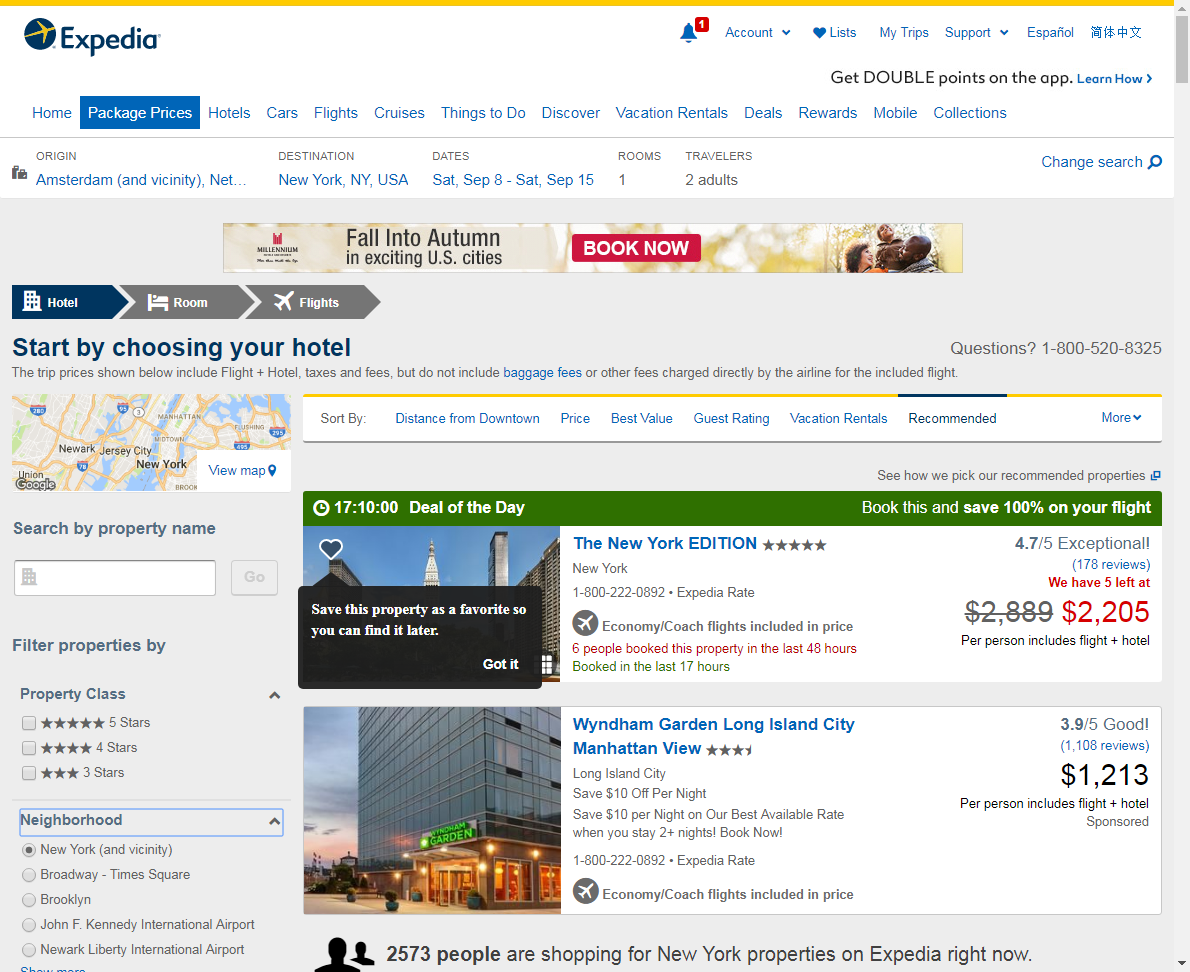 Expedia
1
Account
Lists
My Trips
Support
Español
简体中文
Get DOUBLE points on the app. Learn How
Home
Package Prices
Hotels
Cars
Flights
Cruises
Things to Do
Discover
Vacation Rentals
Deals
Rewards
Mobile
Collections
ORIGIN
Amsterdam (and vicinity), Net...
DESTINATION
New York, NY, USA
DATES
Sat, Sep 8 - Sat, Sep 15
ROOMS
1
TRAVELERS
2 adults
Change search
MILLENNIUM
Fall Into Autumn
in exciting U.S. cities
BOOK NOW
Hotel
Room
Flights
Start by choosing your hotel
Questions? 1-800-520-8325
The trip prices shown below include Flight + Hotel, taxes and fees, but do not include baggage fees or other fees charged directly by the airline for the included flight.
280
95
3
MANHATTAN
FLUSHING
295
MIDTOWN
495
Newark
Jersey City
78
New York
Union
BROOK
Google
View map
Sort By:
Distance from Downtown
Price
Best Value
Guest Rating
Vacation Rentals
Recommended
More
See how we pick our recommended properties
Search by property name
Go
Filter properties by
Property Class
5 Stars
4 Stars
3 Stars
Neighborhood
New York (and vicinity)
Broadway - Times Square
Brooklyn
John F. Kennedy International Airport
Newark Liberty International Airport
Show more
17:10:00 Deal of the Day
Book this and save 100% on your flight
Save this property as a favorite so
you can find it later.
Got it
The New York EDITION
New York
1-800-222-0892 • Expedia Rate
Economy/Coach flights included in price
6 people booked this property in the last 48 hours
Booked in the last 17 hours
4.7/5 Exceptional!
(178 reviews)
We have 5 left at
$2,889 $2,205
Per person includes flight + hotel
WYNDHAM
GARDEN
Wyndham Garden Long Island City
Manhattan View
Long Island City
Save $10 Off Per Night
Save $10 per Night on Our Best Available Rate
when you stay 2+ nights! Book Now!
1-800-222-0892 • Expedia Rate
Economy/Coach flights included in price
3.9/5 Good!
(1,108 reviews)
$1,213
Per person includes flight + hotel
Sponsored
2573 people are shopping for New York properties on Expedia right now.